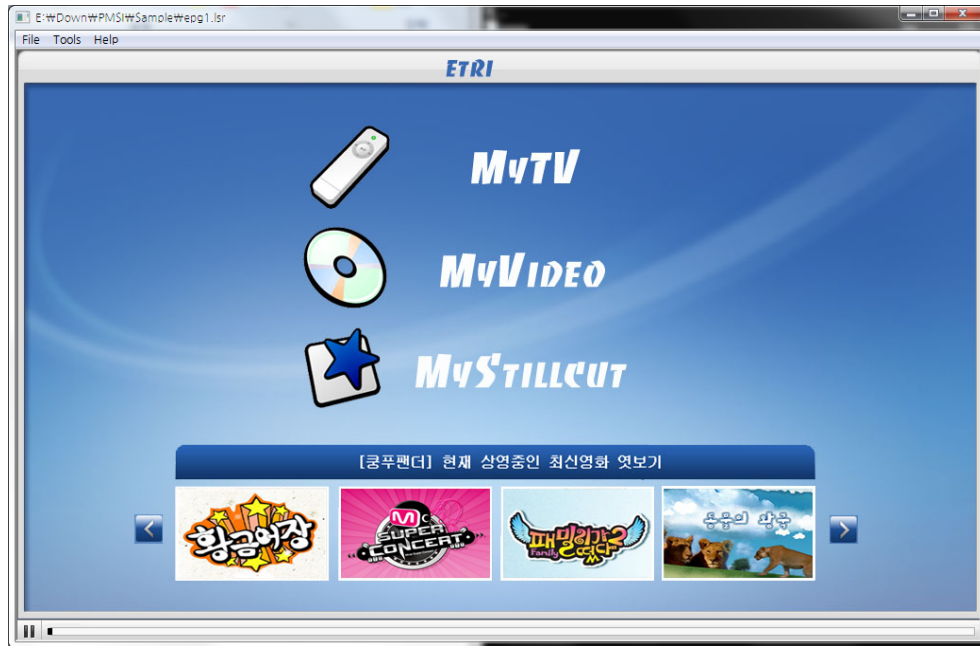 E:₩Down₩PMSI₩Sample₩epg1.lsr
File Tools Help
ETRI
MyTV
MyVideo
MyStillcut
[쿵푸팬더] 현재 상영중인 최신영화 엿보기
황금어장
M c
SUPER
CONCERT
패밀리가 떴다2
Family
동물의 왕국